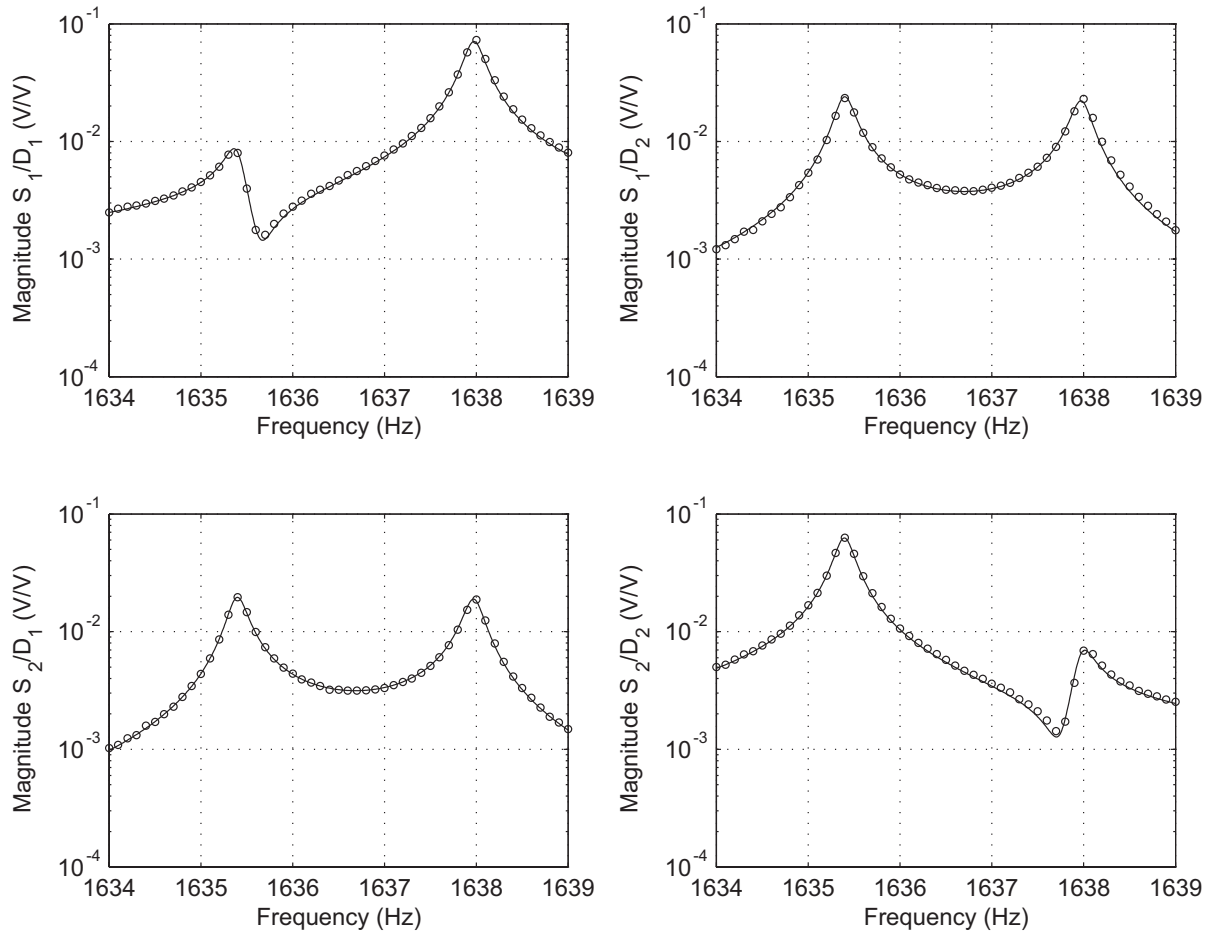 10^-1
10^-2
10^-3
10^-4
Magnitude S_1/D_1 (V/V)
1634 1635 1636 1637 1638 1639
Frequency (Hz)
10^-1
10^-2
10^-3
10^-4
Magnitude S_1/D_2 (V/V)
1634 1635 1636 1637 1638 1639
Frequency (Hz)
10^-1
10^-2
10^-3
10^-4
Magnitude S_2/D_1 (V/V)
1634 1635 1636 1637 1638 1639
Frequency (Hz)
10^-1
10^-2
10^-3
10^-4
Magnitude S_2/D_2 (V/V)
1634 1635 1636 1637 1638 1639
Frequency (Hz)